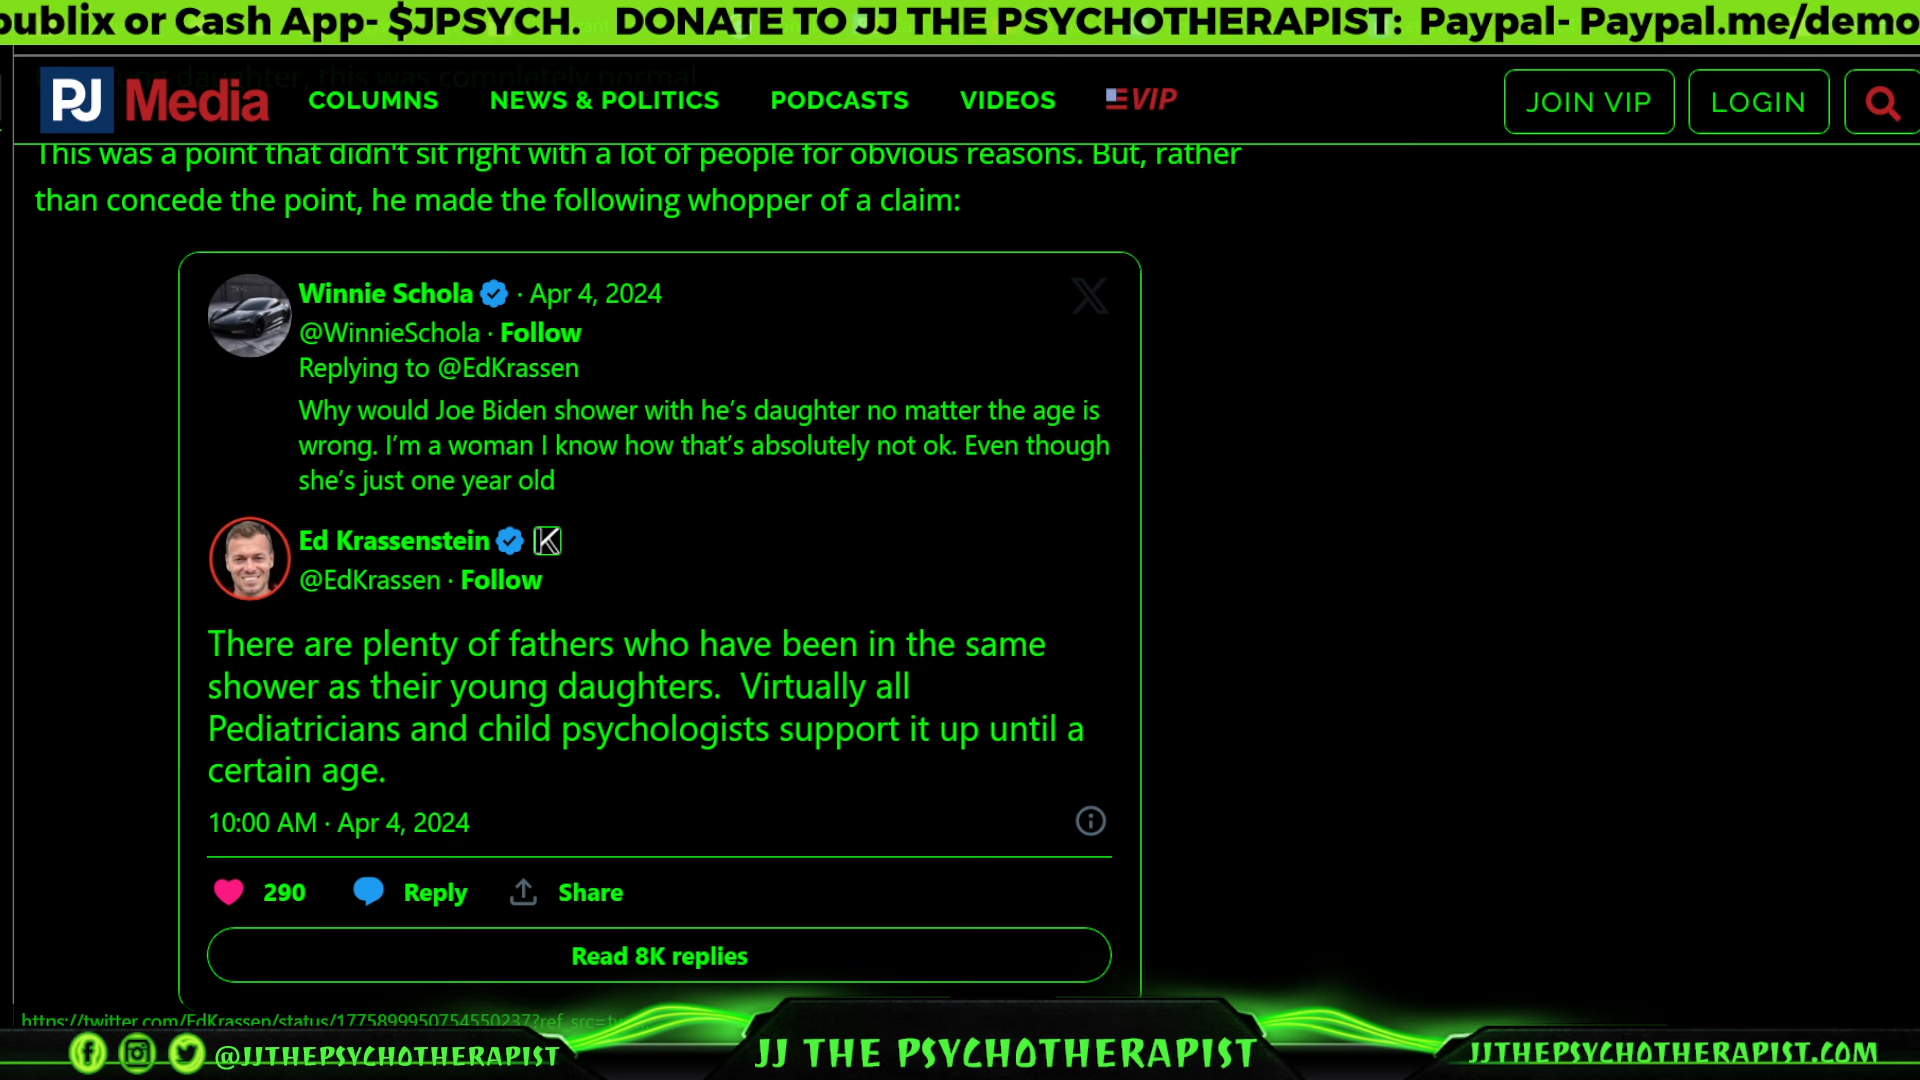 publix or Cash App- $JPSYCH. DONATE TO JJ THE PSYCHOTHERAPIST: Paypal- Paypal.me/demo
daughter, this was completely normal
PJ Media COLUMNS NEWS & POLITICS PODCASTS VIDEOS VIP JOIN VIP LOGIN
This was a point that didn't sit right with a lot of people for obvious reasons. But, rather
than concede the point, he made the following whopper of a claim:
Winnie Schola · Apr 4, 2024
@WinnieSchola · Follow
Replying to @EdKrassen
Why would Joe Biden shower with he’s daughter no matter the age is
wrong. I’m a woman I know how that’s absolutely not ok. Even though
she’s just one year old
Ed Krassenstein
@EdKrassen · Follow
There are plenty of fathers who have been in the same
shower as their young daughters. Virtually all
Pediatricians and child psychologists support it up until a
certain age.
10:00 AM · Apr 4, 2024
290 Reply Share
Read 8K replies
https://twitter.com/EdKrassen/status/1775899950754550237?ref_src=tw
@JJTHEPSYCHOTHERAPIST JJ THE PSYCHOTHERAPIST JJTHEPSYCHOTHERAPIST.COM